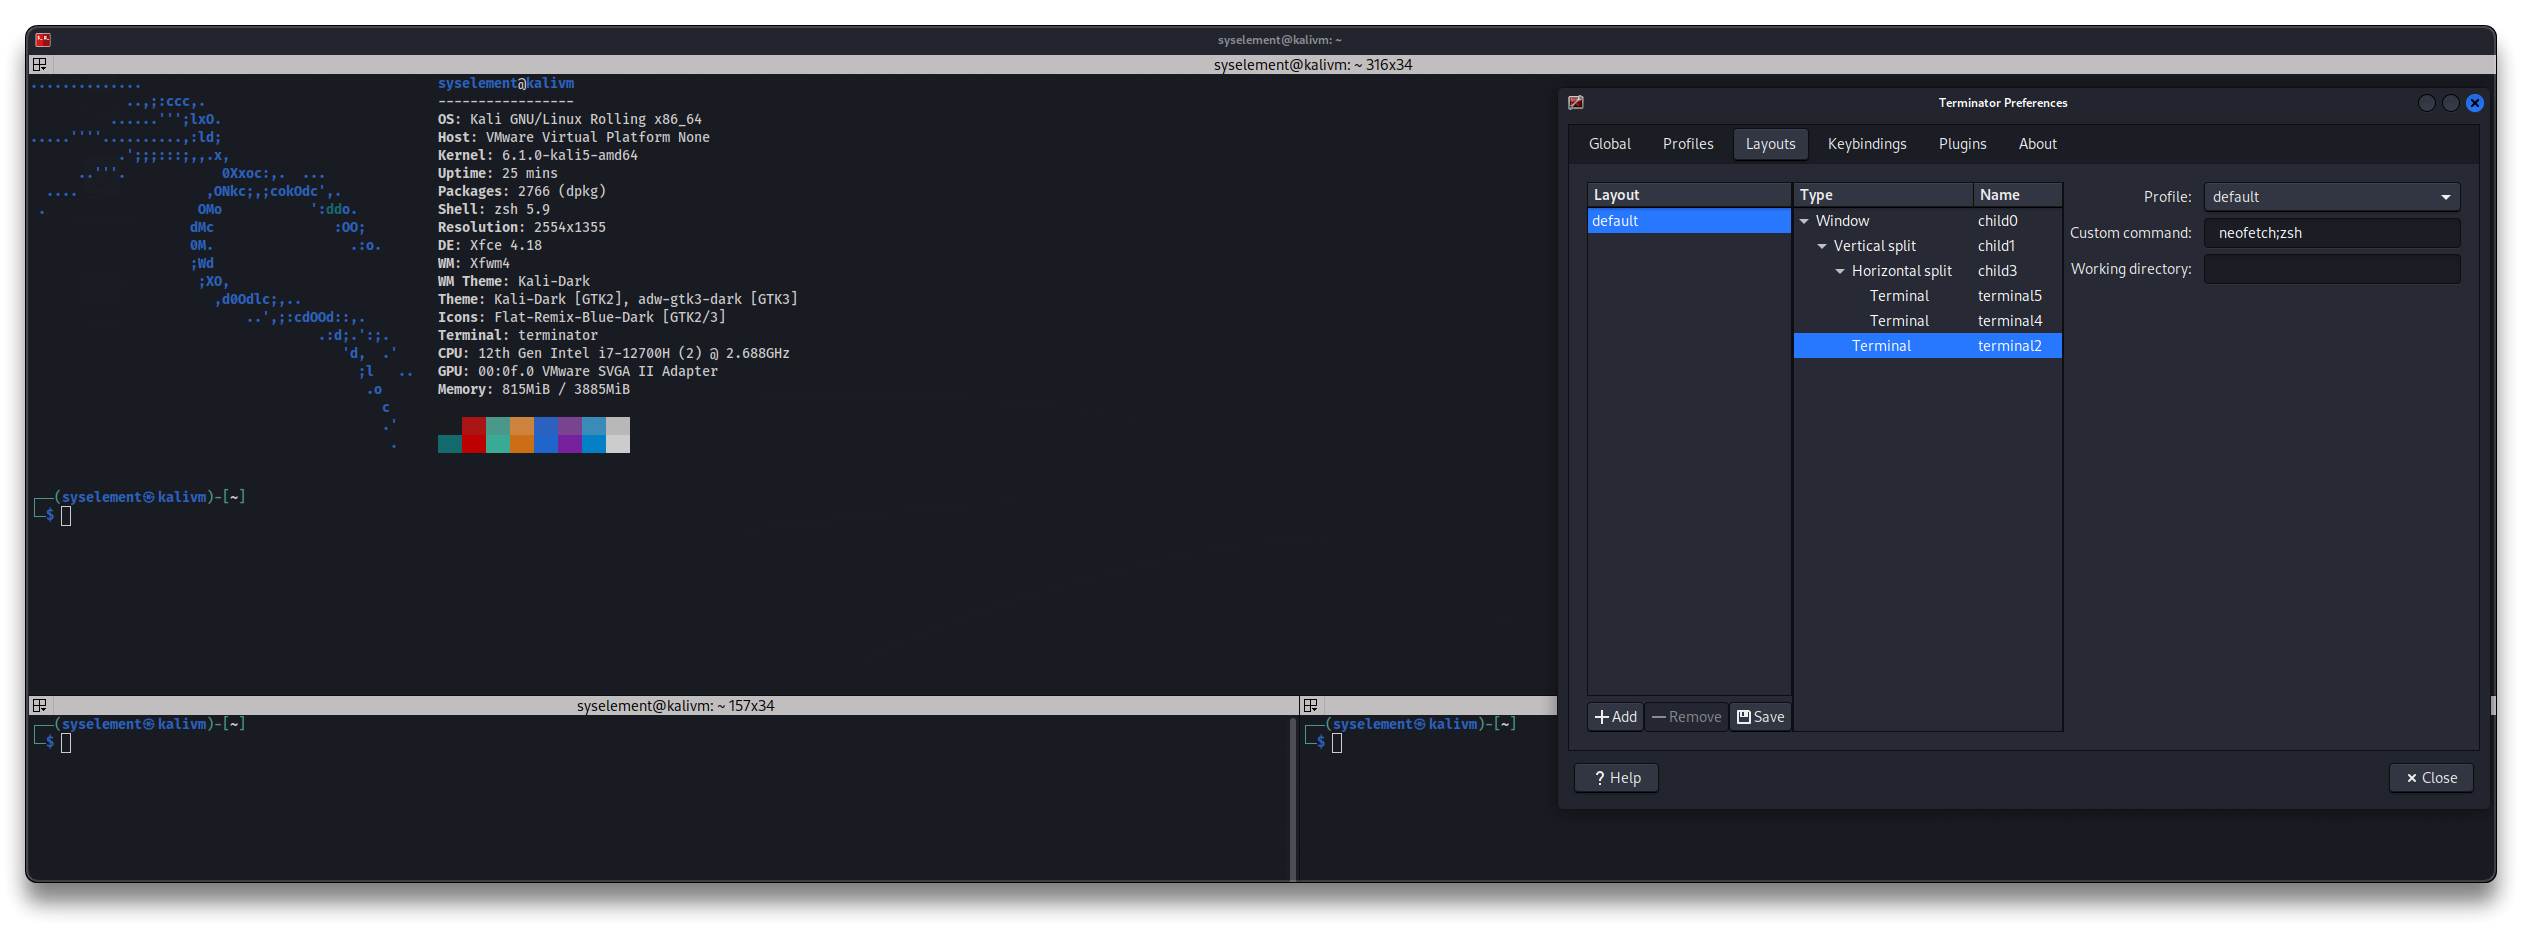 syselement@kalivm: ~
syselement@kalivm: ~ 316x34
..............
..,;:ccc,.
......''';lxO.
.....''''..........,:ld;
.';;;:::;,,.x,
..'''.            0Xxoc:,.  ...
....                ,ONkc;,;cokOdc',.
.                   OMo           ':ddo.
dMc               :OO;
0M.                 .:o.
;Wd
;XO,
,d0Odlc;,..
..',;:cdOOd::,.
.:d;.':;.
'd,  .'
;l   ..
.o
c
.'
.
syselement@kalivm
-----------------
OS: Kali GNU/Linux Rolling x86_64
Host: VMware Virtual Platform None
Kernel: 6.1.0-kali5-amd64
Uptime: 25 mins
Packages: 2766 (dpkg)
Shell: zsh 5.9
Resolution: 2554x1355
DE: Xfce 4.18
WM: Xfwm4
WM Theme: Kali-Dark
Theme: Kali-Dark [GTK2], adw-gtk3-dark [GTK3]
Icons: Flat-Remix-Blue-Dark [GTK2/3]
Terminal: terminator
CPU: 12th Gen Intel i7-12700H (2) @ 2.688GHz
GPU: 00:0f.0 VMware SVGA II Adapter
Memory: 815MiB / 3885MiB
┌──(syselement㉿kalivm)-[~]
└─$
syselement@kalivm: ~ 157x34
┌──(syselement㉿kalivm)-[~]
└─$
┌──(syselement㉿kalivm)-[~]
└─$
Terminator Preferences
Global Profiles Layouts Keybindings Plugins About
Layout
default
Type Name
Window child0
Vertical split child1
Horizontal split child3
Terminal terminal5
Terminal terminal4
Terminal terminal2
Profile: default
Custom command: neofetch;zsh
Working directory:
Add Remove Save
? Help
Close